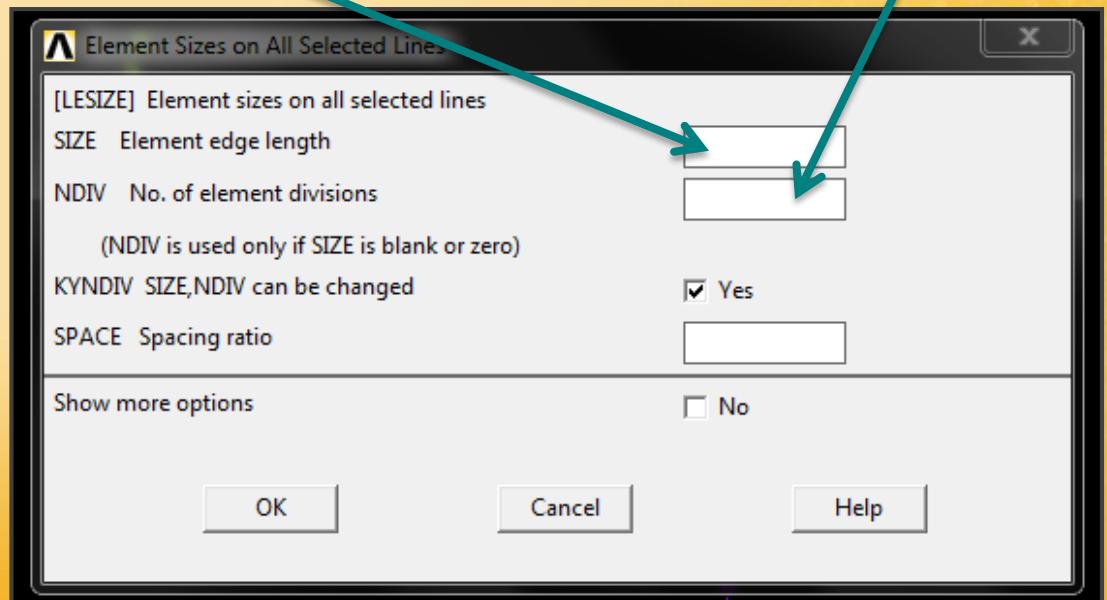 Element Sizes on All Selected Lines
[LESIZE] Element sizes on all selected lines
SIZE Element edge length
NDIV No. of element divisions
(NDIV is used only if SIZE is blank or zero)
KYNDIV SIZE,NDIV can be changed
Yes
SPACE Spacing ratio
Show more options
No
OK
Cancel
Help